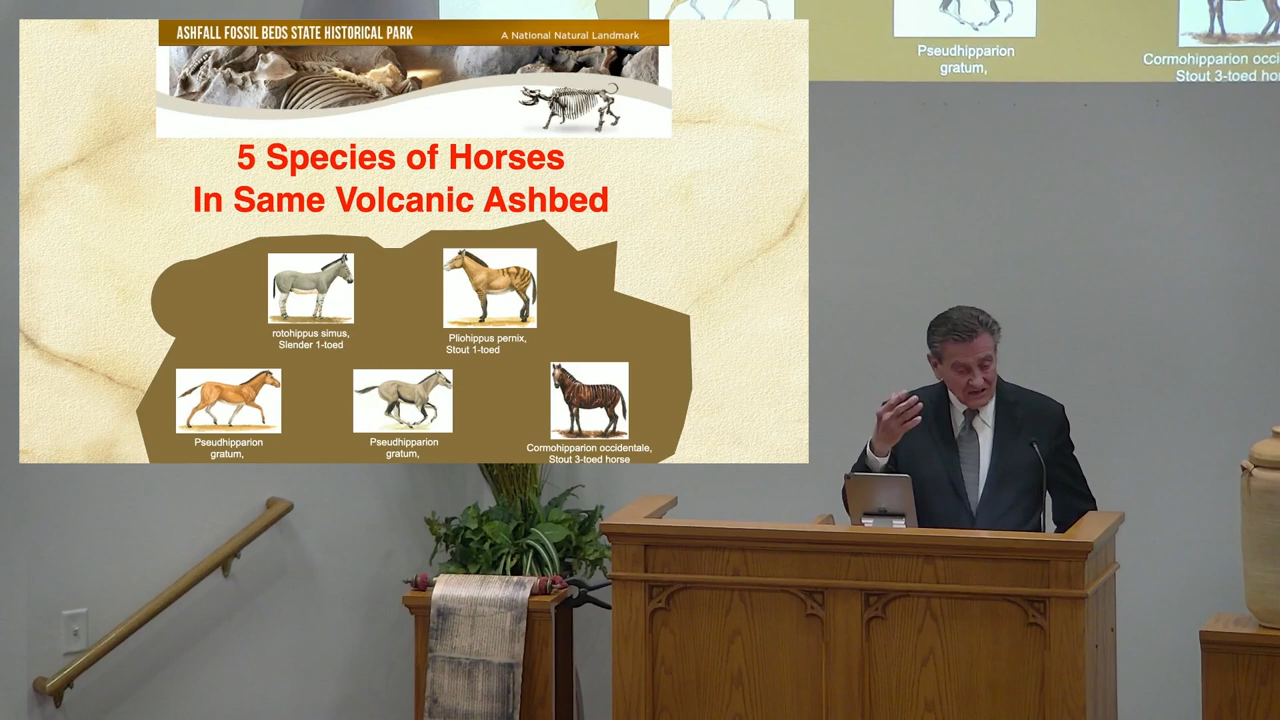 ASHFALL FOSSIL BEDS STATE HISTORICAL PARK
A National Natural Landmark
5 Species of Horses
In Same Volcanic Ashbed
rotohippus simus,
Slender 1-toed
Pliohippus pernix,
Stout 1-toed
Pseudhipparion
gratum,
Pseudhipparion
gratum,
Cormohipparion occidentale,
Stout 3-toed horse
Pseudhipparion
gratum,
Cormohipparion occi
Stout 3-toed ho